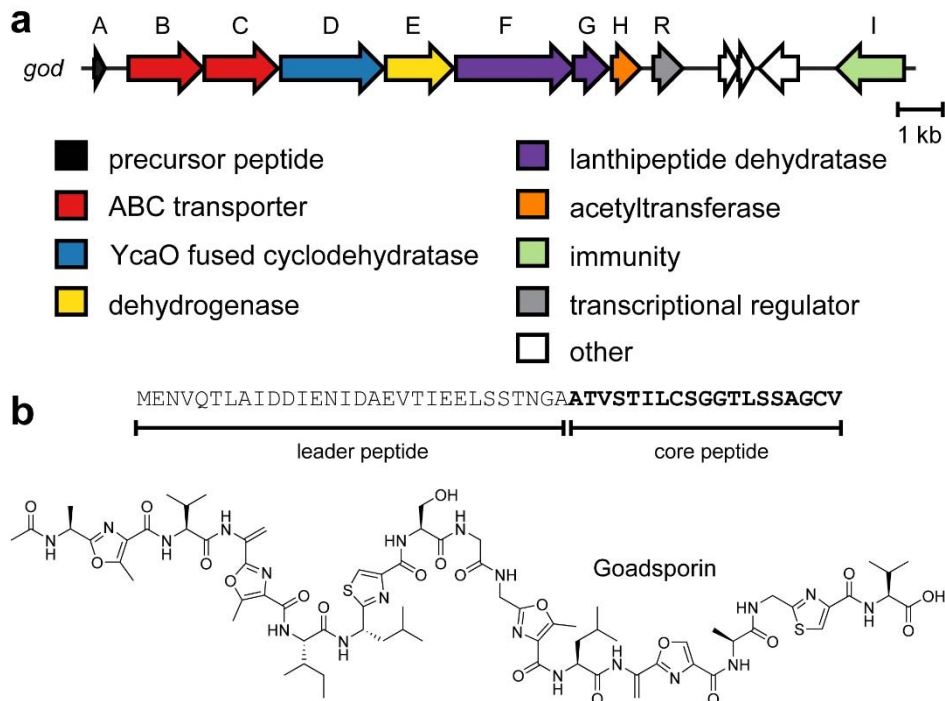 a
A B C D E F G H R I
god
1 kb
precursor peptide
ABC transporter
YcaO fused cyclodehydratase
dehydrogenase
lanthipeptide dehydratase
acetyltransferase
immunity
transcriptional regulator
other
b
MENVQTLAIDDIENIDAEVTIEELSSTNGAATVSTILCSGGTLSSAGCV
leader peptide
core peptide
Goadsporin
O
N
H
N
O
O
N
H
O
H
N
O
N
O
N
H
O
H
N
S
N
O
H
N
OH
O
H
N
O
NH
N
O
O
N
H
O
H
N
O
N
O
N
H
O
H
N
S
N
O
N
H
O
OH